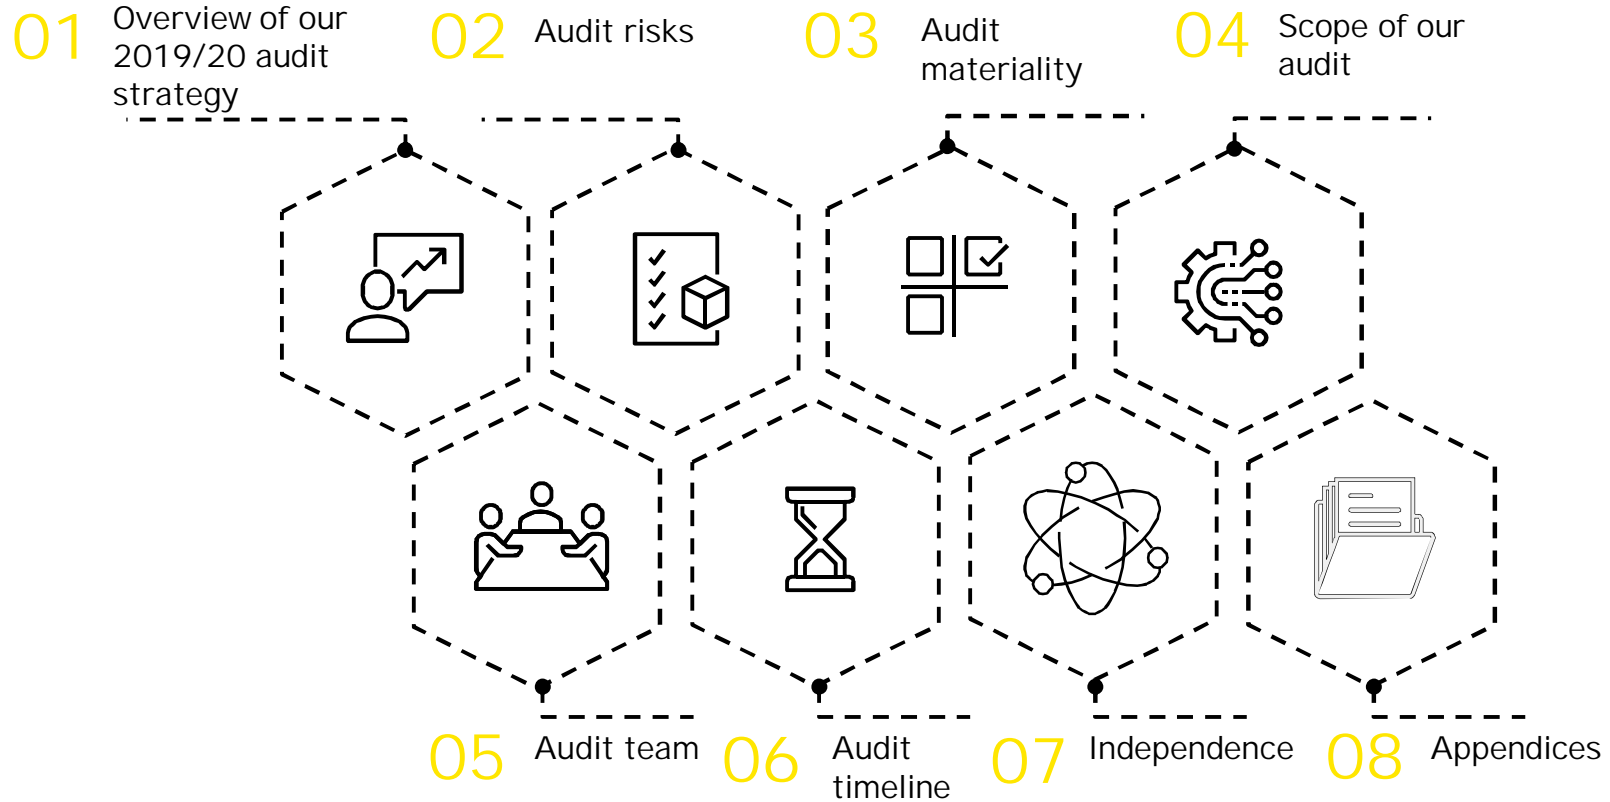 01
Overview of our
2019/20 audit
strategy
02
Audit risks
03
Audit
materiality
04
Scope of our
audit
05
Audit team
06
Audit
timeline
07
Independence
08
Appendices